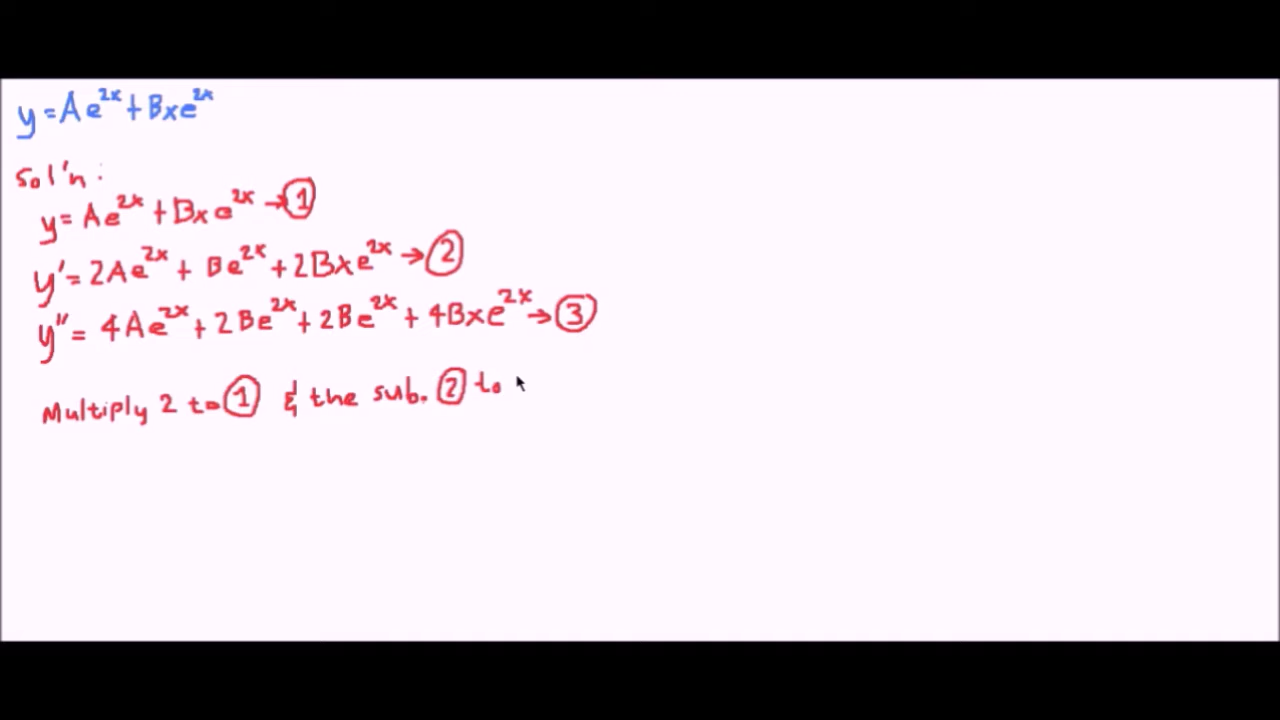 y=Ae^{2x}+Bxe^{2x}
Sol'n:
y=Ae^{2x}+Bxe^{2x}→①
y'=2Ae^{2x}+Be^{2x}+2Bxe^{2x}→②
y''=4Ae^{2x}+2Be^{2x}+2Be^{2x}+4Bxe^{2x}→③
Multiply 2 to ① & the sub. ② to